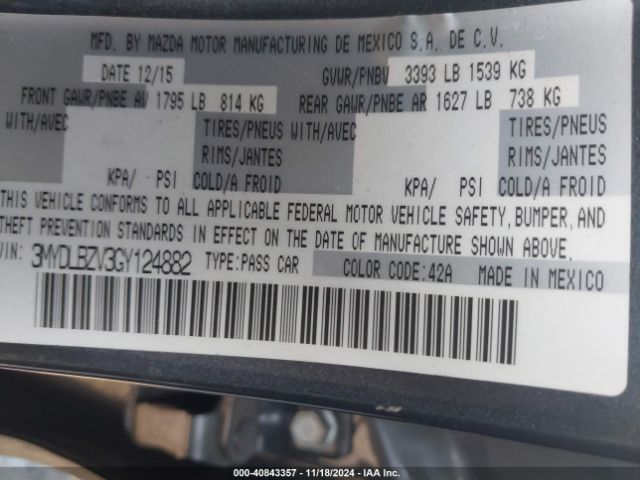 MFD. BY MAZDA MOTOR MANUFACTURING DE MEXICO S.A. DE C.V.
DATE 12/15 GVWR/PNBV 3393 LB 1539 KG
FRONT GAWR/PNBE AV 1795 LB 814 KG REAR GAWR/PNBE AR 1627 LB 738 KG
WITH/AVEC TIRES/PNEUS WITH/AVEC TIRES/PNEUS
RIMS/JANTES RIMS/JANTES
KPA/ PSI COLD/A FROID KPA/ PSI COLD/A FROID
THIS VEHICLE CONFORMS TO ALL APPLICABLE FEDERAL MOTOR VEHICLE SAFETY, BUMPER, AND
THEFT PREVENTION STANDARDS IN EFFECT ON THE DATE OF MANUFACTURE SHOWN ABOVE.
VIN: 3MYDLBZV3GY124882 TYPE:PASS CAR COLOR CODE:42A MADE IN MEXICO
000-40843357 - 11/18/2024 - IAA Inc.